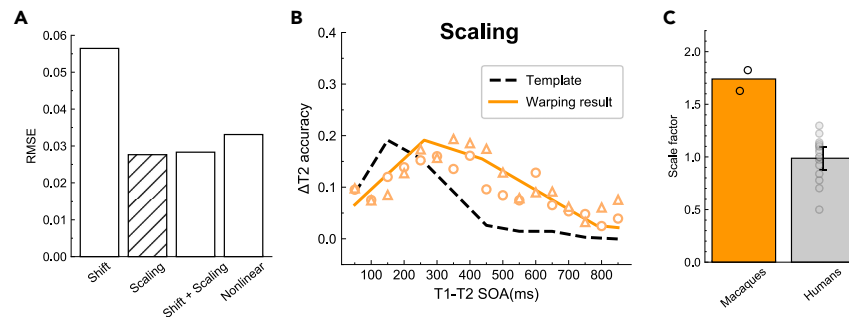 A
RMSE
0.06
0.05
0.04
0.03
0.02
0.01
0.00
Shift
Scaling
Shift + Scaling
Nonlinear
B
Scaling
Template
Warping result
ΔT2 accuracy
0.4
0.3
0.2
0.1
0.0
100 200 300 400 500 600 700 800
T1-T2 SOA(ms)
C
Scale factor
2.0
1.5
1.0
0.5
0.0
Macaques
Humans